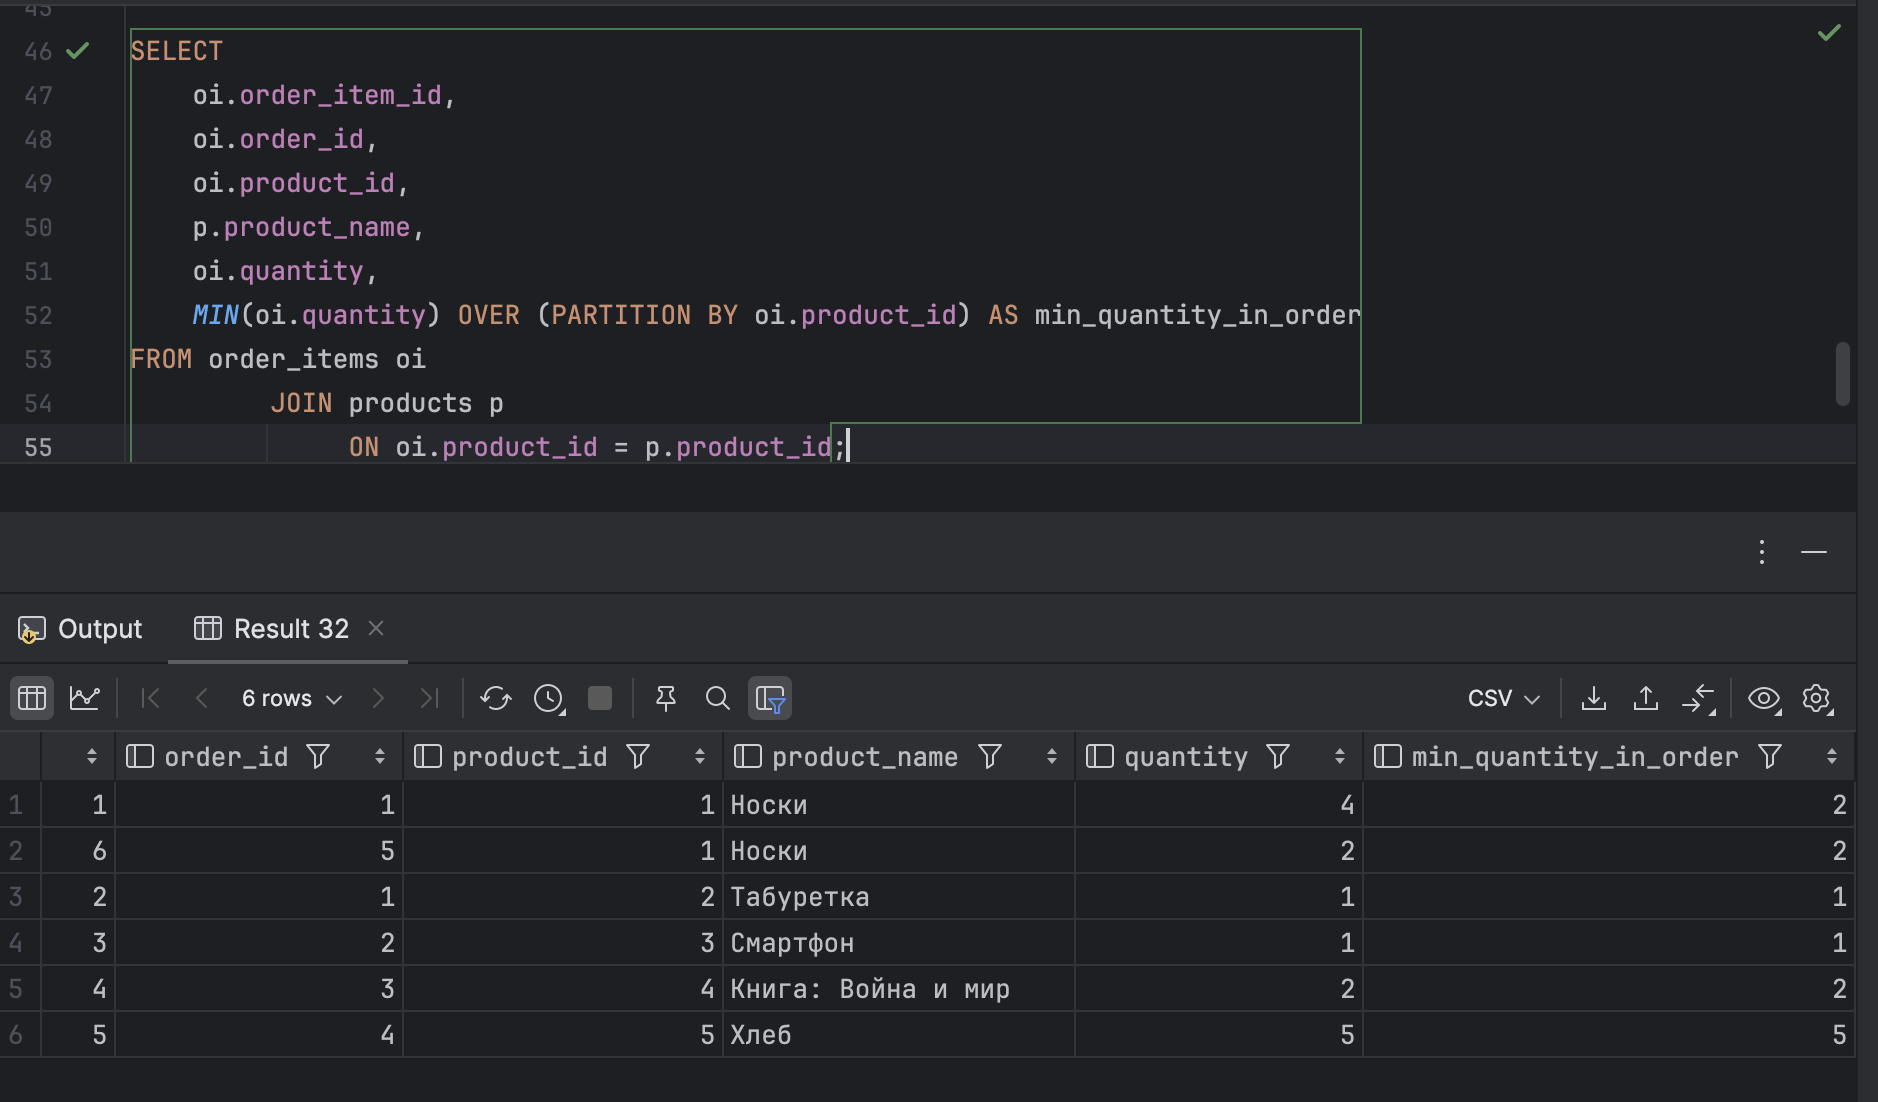 45
46 SELECT
47 oi.order_item_id,
48 oi.order_id,
49 oi.product_id,
50 p.product_name,
51 oi.quantity,
52 MIN(oi.quantity) OVER (PARTITION BY oi.product_id) AS min_quantity_in_order
53 FROM order_items oi
54 JOIN products p
55 ON oi.product_id = p.product_id;
Output Result 32
6 rows CSV
order_id product_id product_name quantity min_quantity_in_order
1 1 1 1 Носки 4 2
2 6 5 1 Носки 2 2
3 2 1 2 Табуретка 1 1
4 3 2 3 Смартфон 1 1
5 4 3 4 Книга: Война и мир 2 2
6 5 4 5 Хлеб 5 5